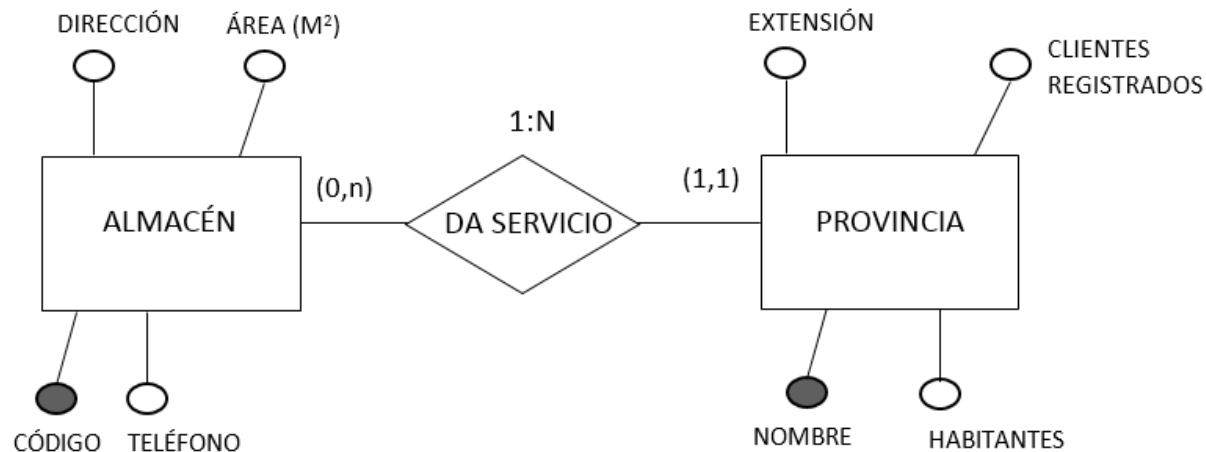 DIRECCIÓN
ÁREA (M²)
EXTENSIÓN
CLIENTES
REGISTRADOS
1:N
(0,n)
(1,1)
ALMACÉN
DA SERVICIO
PROVINCIA
CÓDIGO
TELÉFONO
NOMBRE
HABITANTES